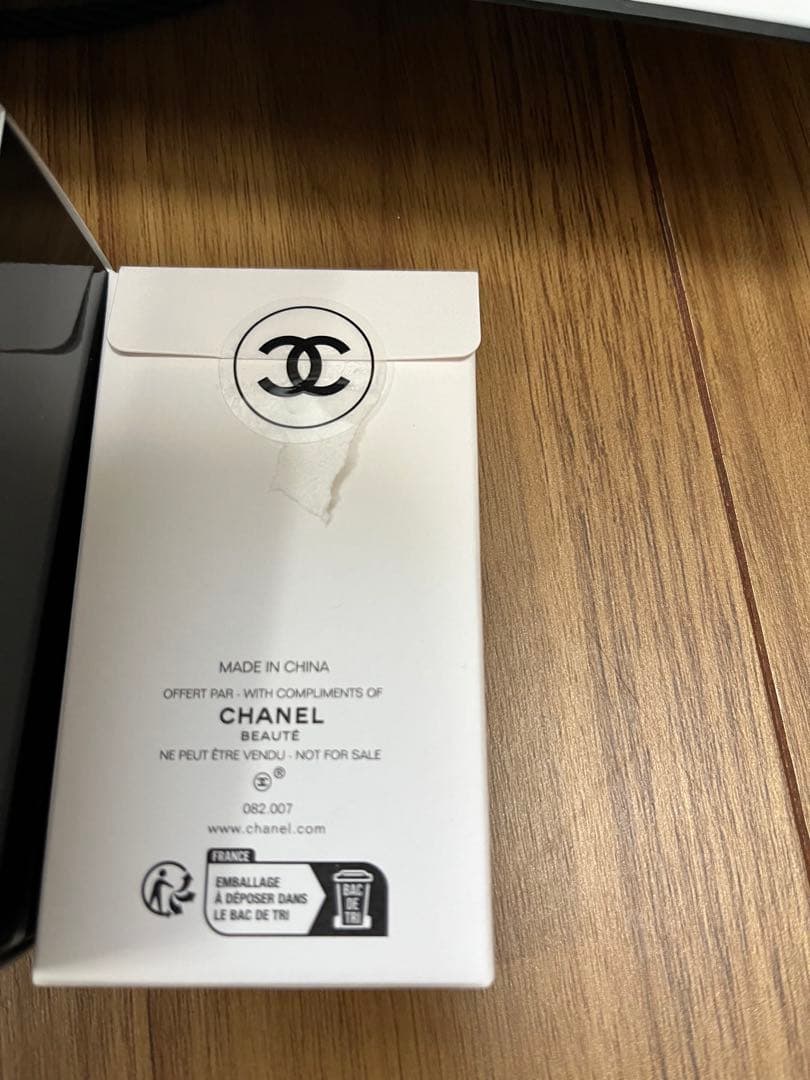 MADE IN CHINA
OFFERT PAR - WITH COMPLIMENTS OF
CHANEL
BEAUTÉ
NE PEUT ÊTRE VENDU - NOT FOR SALE
®
082.007
www.chanel.com
FRANCE
EMBALLAGE
À DÉPOSER DANS
LE BAC DE TRI
BAC
DE
TRI